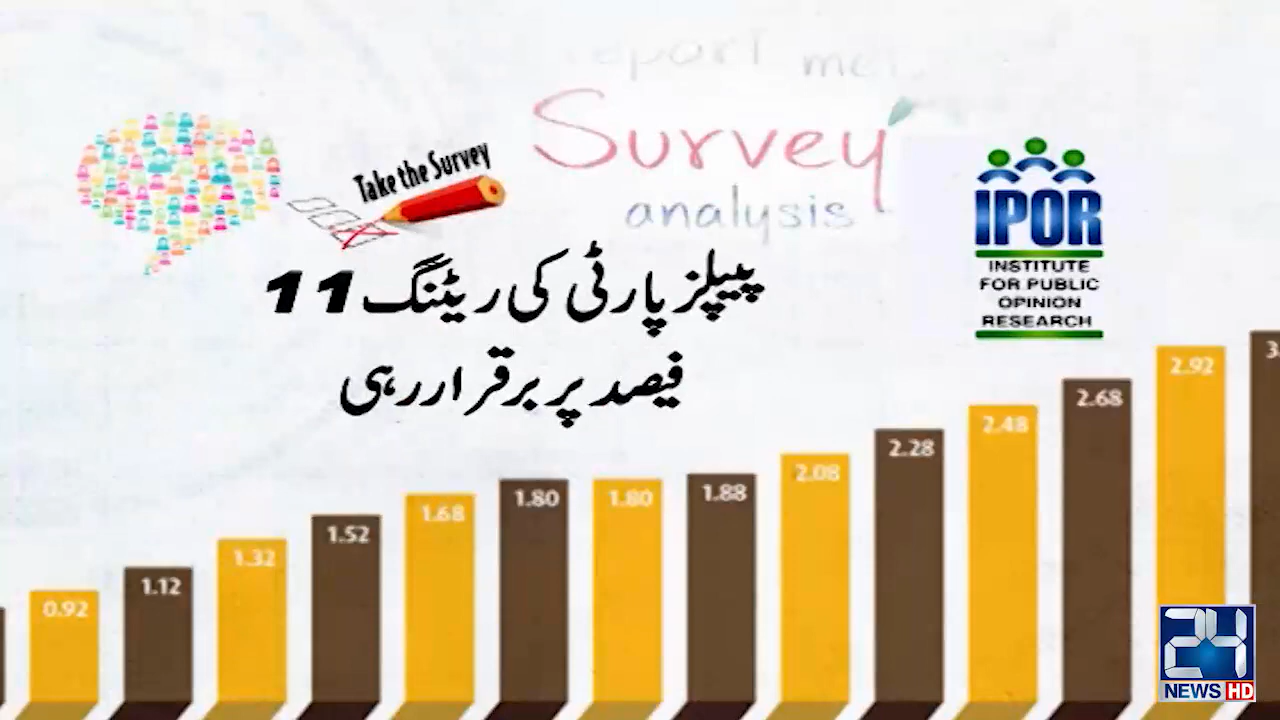 Survey
analysis
Take the Survey
IPOR
INSTITUTE
FOR PUBLIC
OPINION
RESEARCH
پیپلز پارٹی کی ریٹنگ 11
فیصد پر برقرار رہی
0.92
1.12
1.32
1.52
1.68
1.80
1.80
1.88
2.08
2.28
2.48
2.68
2.92
24
NEWS HD